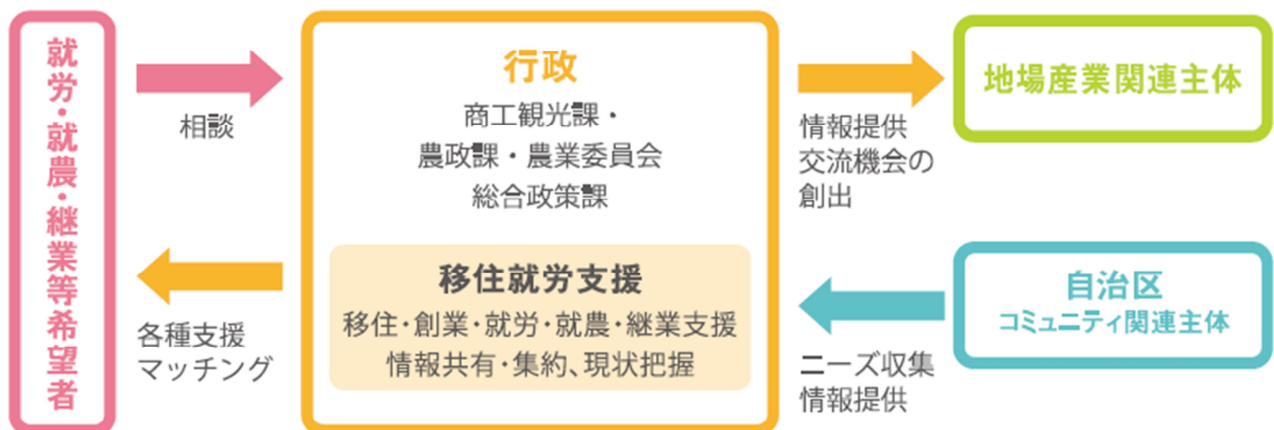 就労・就農・継業等希望者
相談
各種支援
マッチング
行政
商工観光課・
農政課・農業委員会
総合政策課
移住就労支援
移住・創業・就労・就農・継業支援
情報共有・集約、現状把握
情報提供
交流機会の
創出
地場産業関連主体
自治区
コミュニティ関連主体
ニーズ収集
情報提供